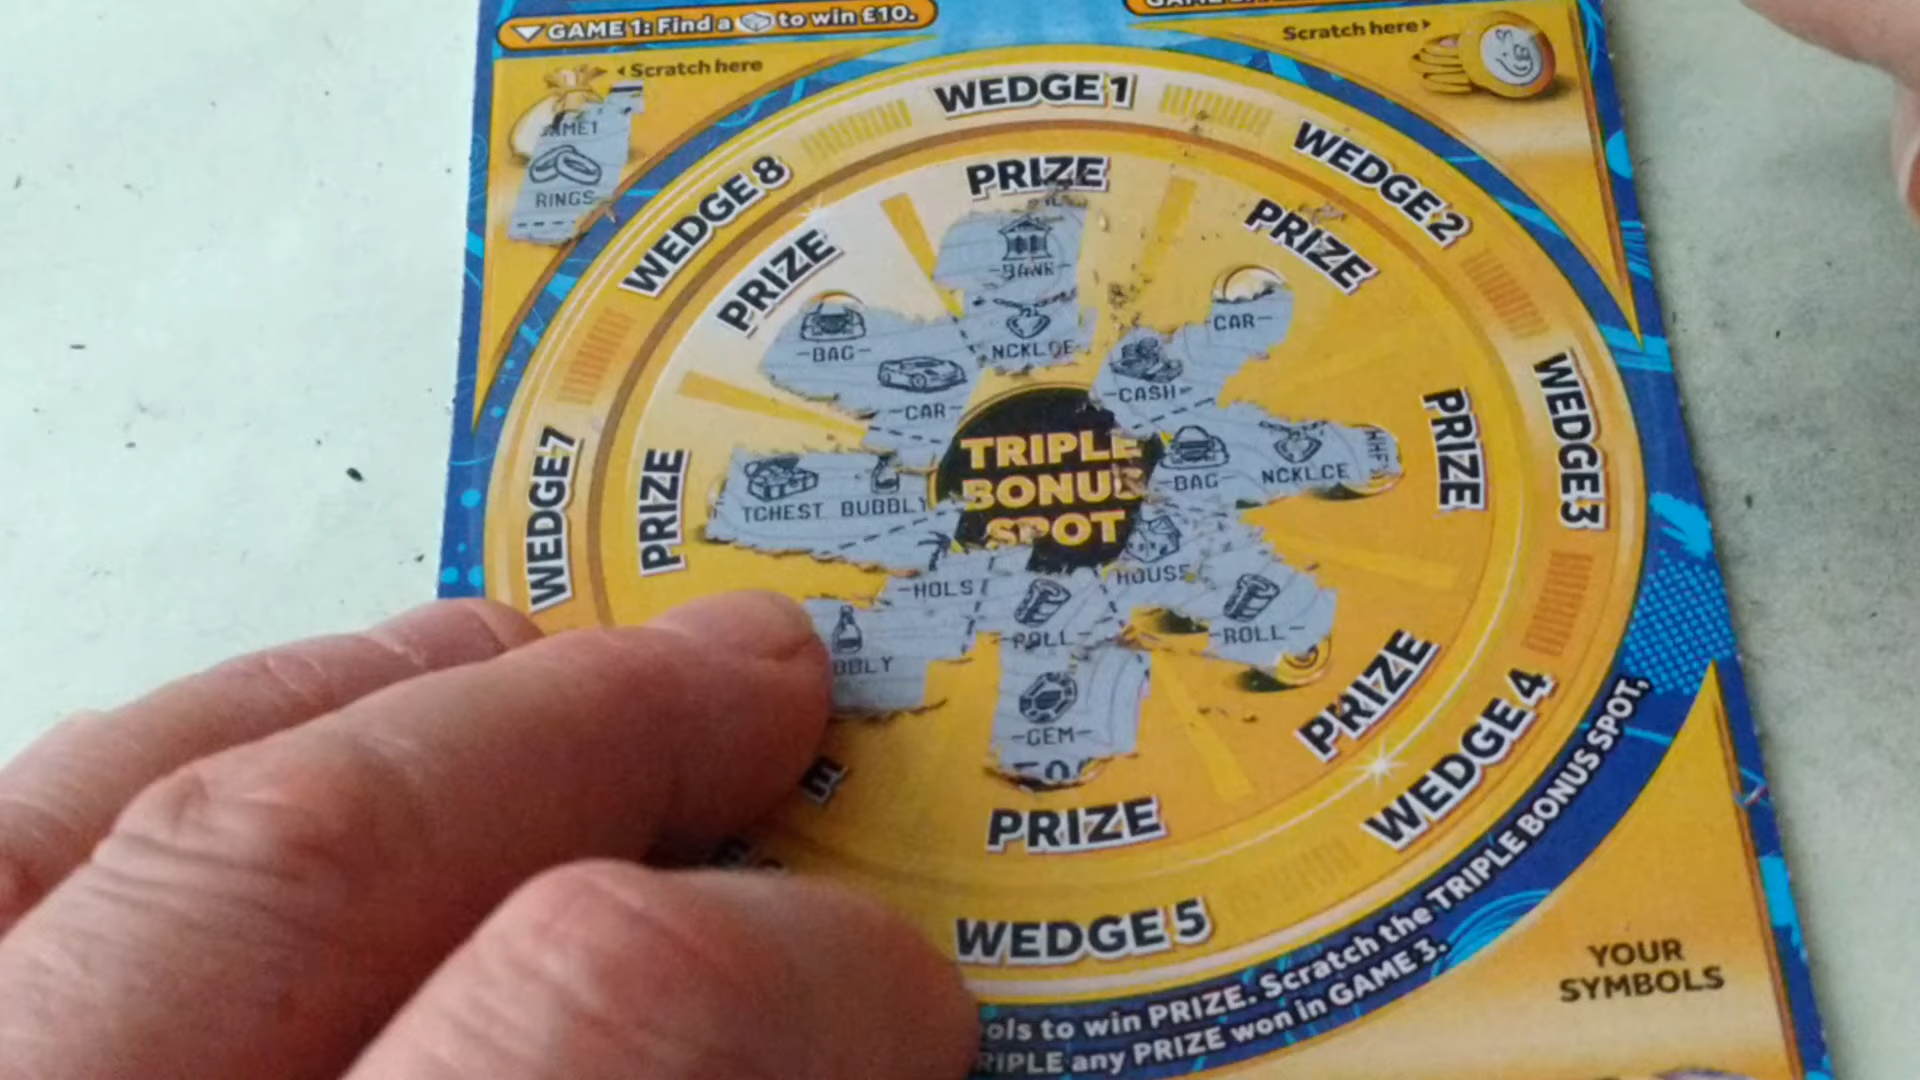 GAME 1: Find a to win £10.
Scratch here
Scratch here
GAME1
RINGS
WEDGE 1
WEDGE 2
WEDGE 3
WEDGE 4
WEDGE 5
WEDGE 7
WEDGE 8
PRIZE
PRIZE
PRIZE
PRIZE
PRIZE
PRIZE
PRIZE
BANK
NCKLCE
CAR
CASH
BAG
NCKLCE
HOUSE
ROLL
ROLL
GEM
HOLS
BBLY
TCHEST BUBBLY
BAG
CAR
TRIPLE
BONUS
SPOT
to win PRIZE. Scratch the TRIPLE BONUS SPOT,
any PRIZE won in GAME 3.
YOUR
SYMBOLS